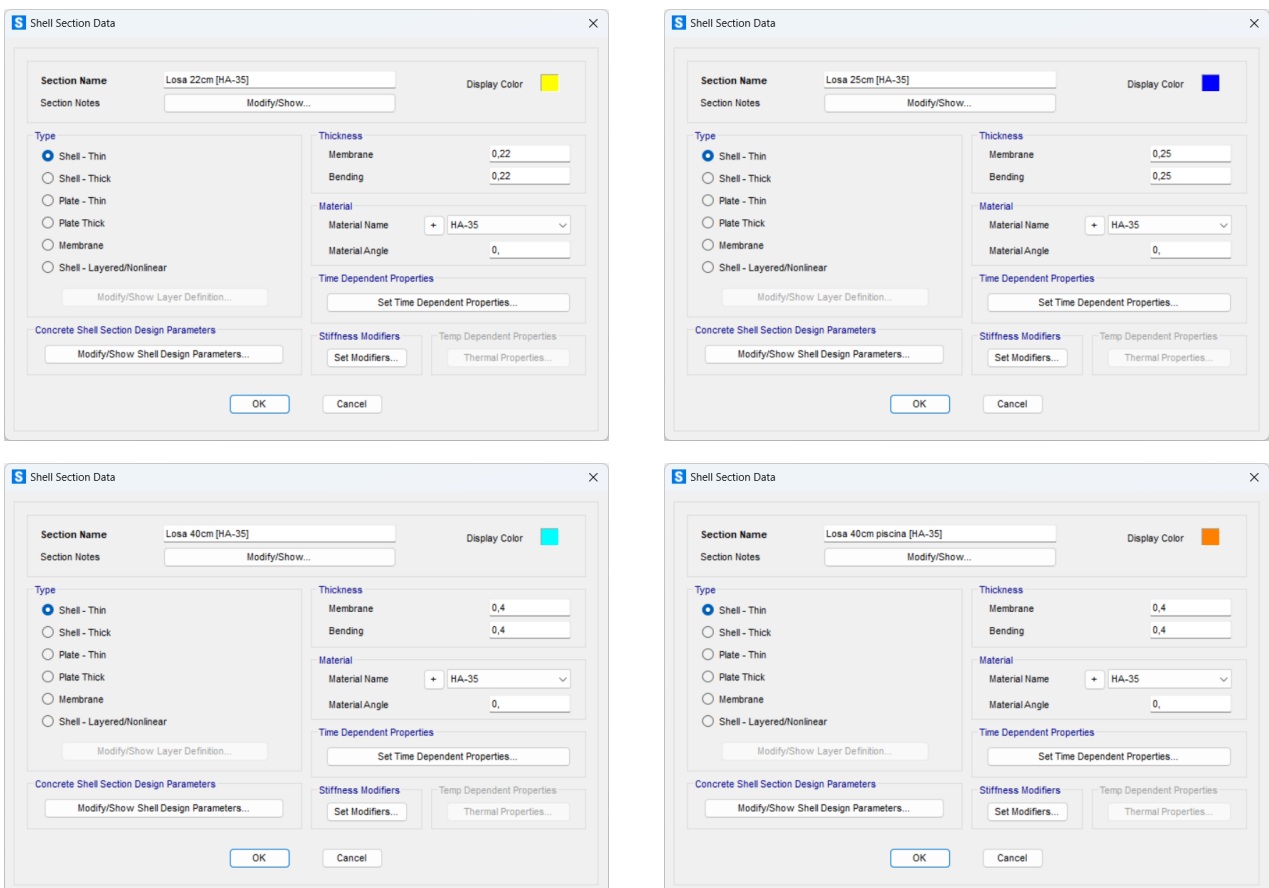 S Shell Section Data
Section Name Losa 22cm [HA-35] Display Color
Section Notes Modify/Show...
Type
Shell - Thin
Shell - Thick
Plate - Thin
Plate Thick
Membrane
Shell - Layered/Nonlinear
Modify/Show Layer Definition...
Concrete Shell Section Design Parameters
Modify/Show Shell Design Parameters...
Thickness
Membrane 0,22
Bending 0,22
Material
Material Name + HA-35
Material Angle 0,
Time Dependent Properties
Set Time Dependent Properties...
Stiffness Modifiers
Set Modifiers...
Temp Dependent Properties
Thermal Properties...
OK Cancel
S Shell Section Data
Section Name Losa 25cm [HA-35] Display Color
Section Notes Modify/Show...
Type
Shell - Thin
Shell - Thick
Plate - Thin
Plate Thick
Membrane
Shell - Layered/Nonlinear
Modify/Show Layer Definition...
Concrete Shell Section Design Parameters
Modify/Show Shell Design Parameters...
Thickness
Membrane 0,25
Bending 0,25
Material
Material Name + HA-35
Material Angle 0,
Time Dependent Properties
Set Time Dependent Properties...
Stiffness Modifiers
Set Modifiers...
Temp Dependent Properties
Thermal Properties...
OK Cancel
S Shell Section Data
Section Name Losa 40cm [HA-35] Display Color
Section Notes Modify/Show...
Type
Shell - Thin
Shell - Thick
Plate - Thin
Plate Thick
Membrane
Shell - Layered/Nonlinear
Modify/Show Layer Definition...
Concrete Shell Section Design Parameters
Modify/Show Shell Design Parameters...
Thickness
Membrane 0,4
Bending 0,4
Material
Material Name + HA-35
Material Angle 0,
Time Dependent Properties
Set Time Dependent Properties...
Stiffness Modifiers
Set Modifiers...
Temp Dependent Properties
Thermal Properties...
OK Cancel
S Shell Section Data
Section Name Losa 40cm piscina [HA-35] Display Color
Section Notes Modify/Show...
Type
Shell - Thin
Shell - Thick
Plate - Thin
Plate Thick
Membrane
Shell - Layered/Nonlinear
Modify/Show Layer Definition...
Concrete Shell Section Design Parameters
Modify/Show Shell Design Parameters...
Thickness
Membrane 0,4
Bending 0,4
Material
Material Name + HA-35
Material Angle 0,
Time Dependent Properties
Set Time Dependent Properties...
Stiffness Modifiers
Set Modifiers...
Temp Dependent Properties
Thermal Properties...
OK Cancel